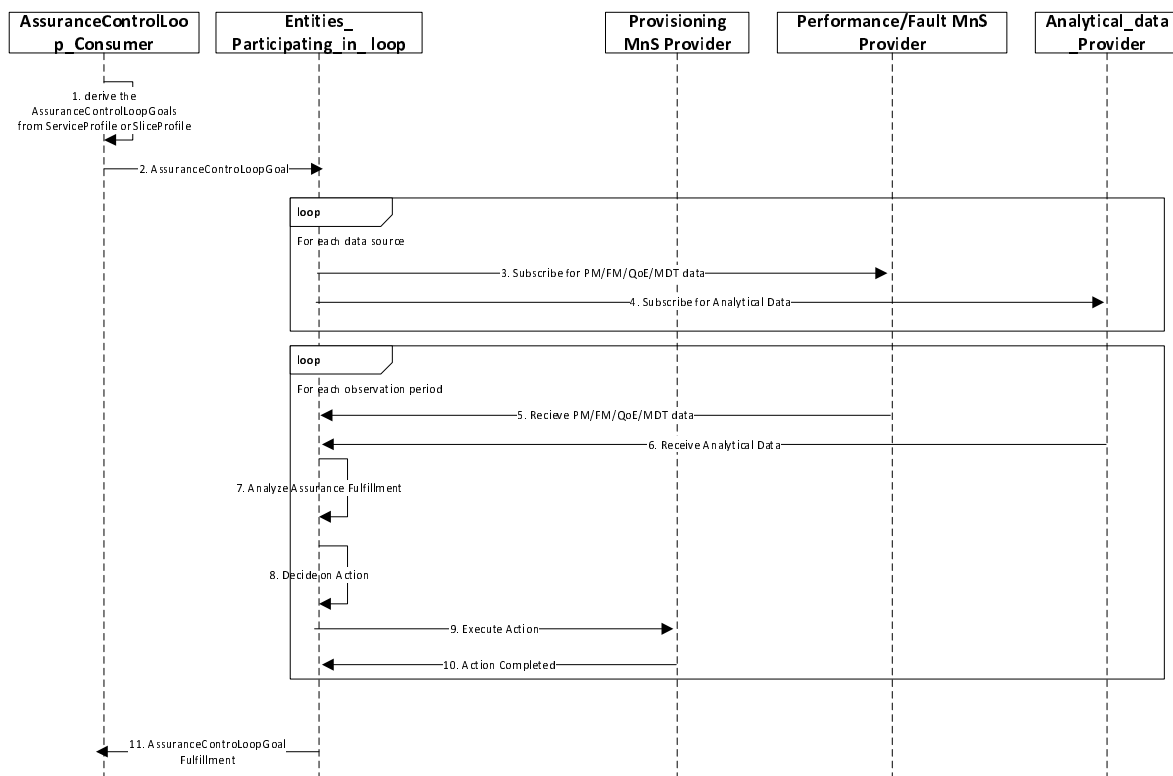 AssuranceControlLoo
p_Consumer
Entities_
Participating_in_loop
Provisioning
MnS Provider
Performance/Fault MnS
Provider
Analytical_data
_Provider
1. derive the
AssuranceControlLoopGoals
from ServiceProfile or SliceProfile
2. AssuranceControLoopGoal
loop
For each data source
3. Subscribe for PM/FM/QoE/MDT data
4. Subscribe for Analytical Data
loop
For each observation period
5. Recieve PM/FM/QoE/MDT data
6. Receive Analytical Data
7. Analyze Assurance Fulfillment
8. Decide on Action
9. Execute Action
10. Action Completed
11. AssuranceControLoopGoal
Fulfillment